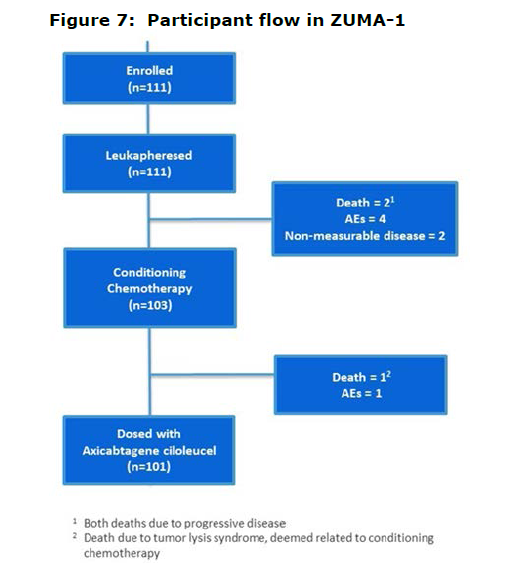 Figure 7:  Participant flow in ZUMA-1
Enrolled
(n=111)
Leukapheresed
(n=111)
Death = 2¹
AEs = 4
Non-measurable disease = 2
Conditioning
Chemotherapy
(n=103)
Death = 1²
AEs = 1
Dosed with
Axicabtagene ciloleucel
(n=101)
¹ Both deaths due to progressive disease
² Death due to tumor lysis syndrome, deemed related to conditioning
chemotherapy